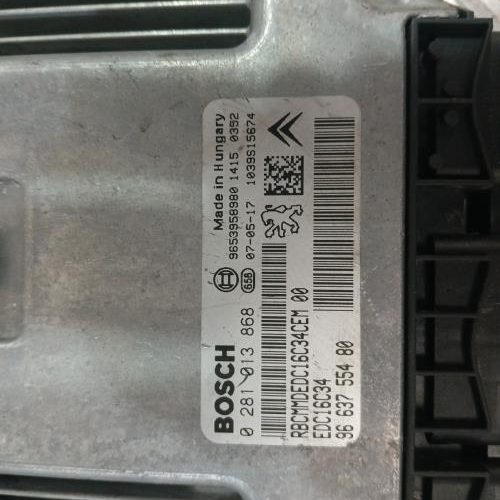 BOSCH
0 281 013 868
658
RBCMMDEDC16C34CEM 00
EDC16C34
96 637 554 80
Made in Hungary
9653958980 1415 0392
07-05-17 1039S15674